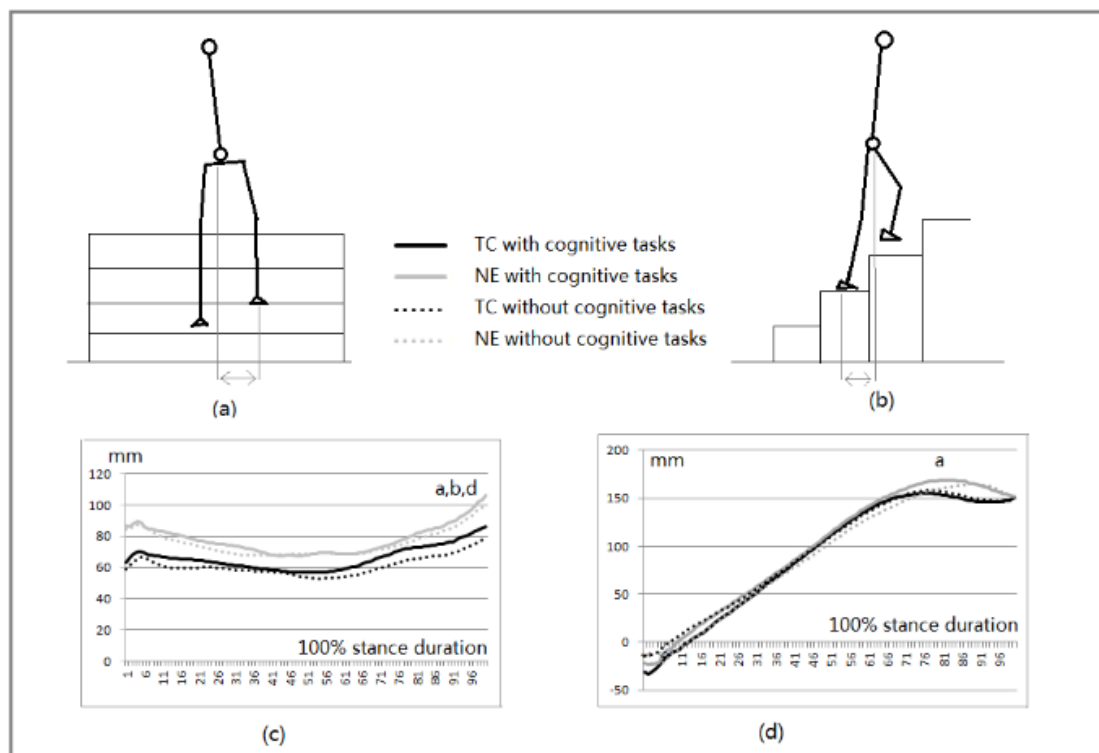 TC with cognitive tasks
NE with cognitive tasks
TC without cognitive tasks
NE without cognitive tasks
(a)
(b)
mm
120
100
80
60
40
20
0
a,b,d
100% stance duration
1 6 11 16 21 26 31 36 41 46 51 56 61 66 71 76 81 86 91 96
(c)
200
150
100
50
0
-50
mm
a
100% stance duration
1 6 11 16 21 26 31 36 41 46 51 56 61 66 71 76 81 86 91 96
(d)